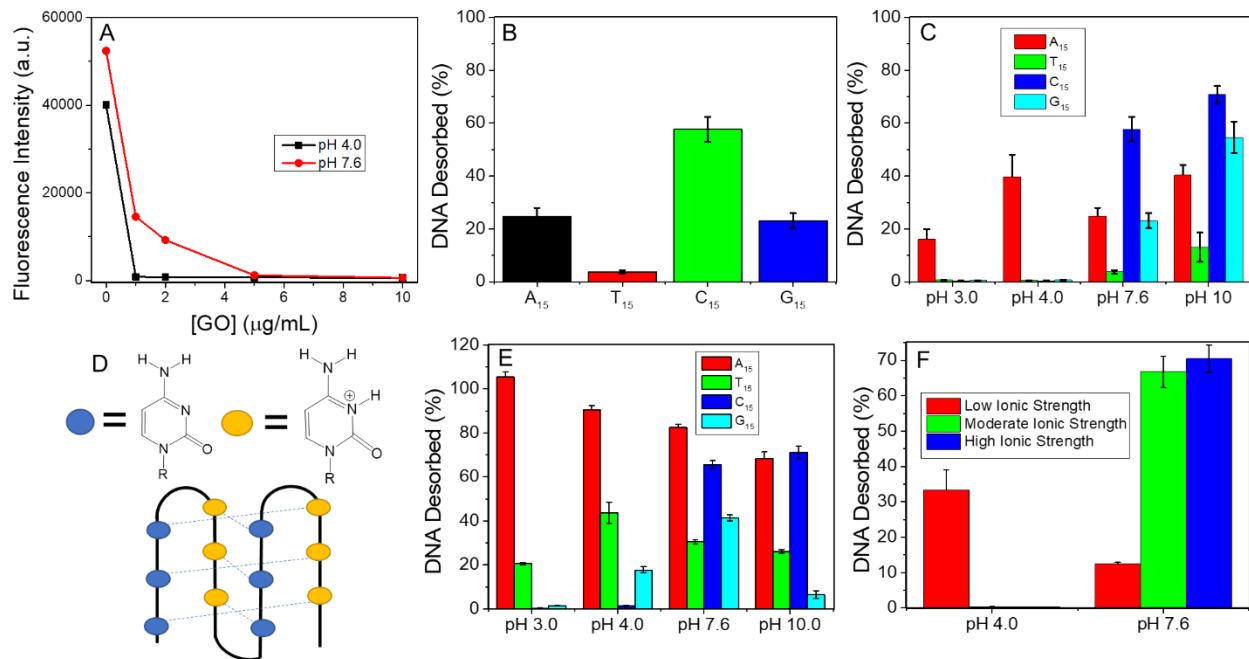 A
Fluorescence Intensity (a.u.)
60000
40000
20000
0
pH 4.0
pH 7.6
0 2 4 6 8 10
[GO] (μg/mL)
B
DNA Desorbed (%)
100
80
60
40
20
0
A₁₅ T₁₅ C₁₅ G₁₅
C
DNA Desorbed (%)
100
80
60
40
20
0
A₁₅
T₁₅
C₁₅
G₁₅
pH 3.0 pH 4.0 pH 7.6 pH 10
D
H N H
N
N O
R
H N H
N + H
N O
R
E
DNA Desorbed (%)
120
100
80
60
40
20
0
A₁₅
T₁₅
C₁₅
G₁₅
pH 3.0 pH 4.0 pH 7.6 pH 10.0
F
DNA Desorbed (%)
70
60
50
40
30
20
10
0
Low Ionic Strength
Moderate Ionic Strength
High Ionic Strength
pH 4.0 pH 7.6